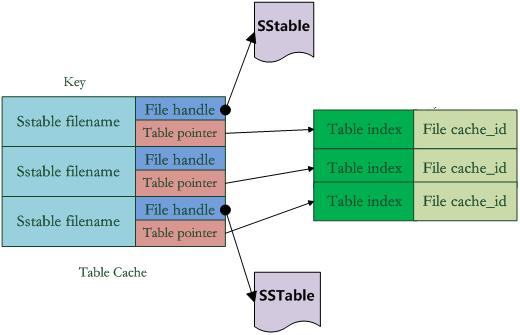 SStable
Key
Sstable filename
File handle
Table pointer
Table index
File cache_id
Sstable filename
File handle
Table pointer
Table index
File cache_id
Sstable filename
File handle
Table pointer
Table index
File cache_id
Table Cache
SSTable